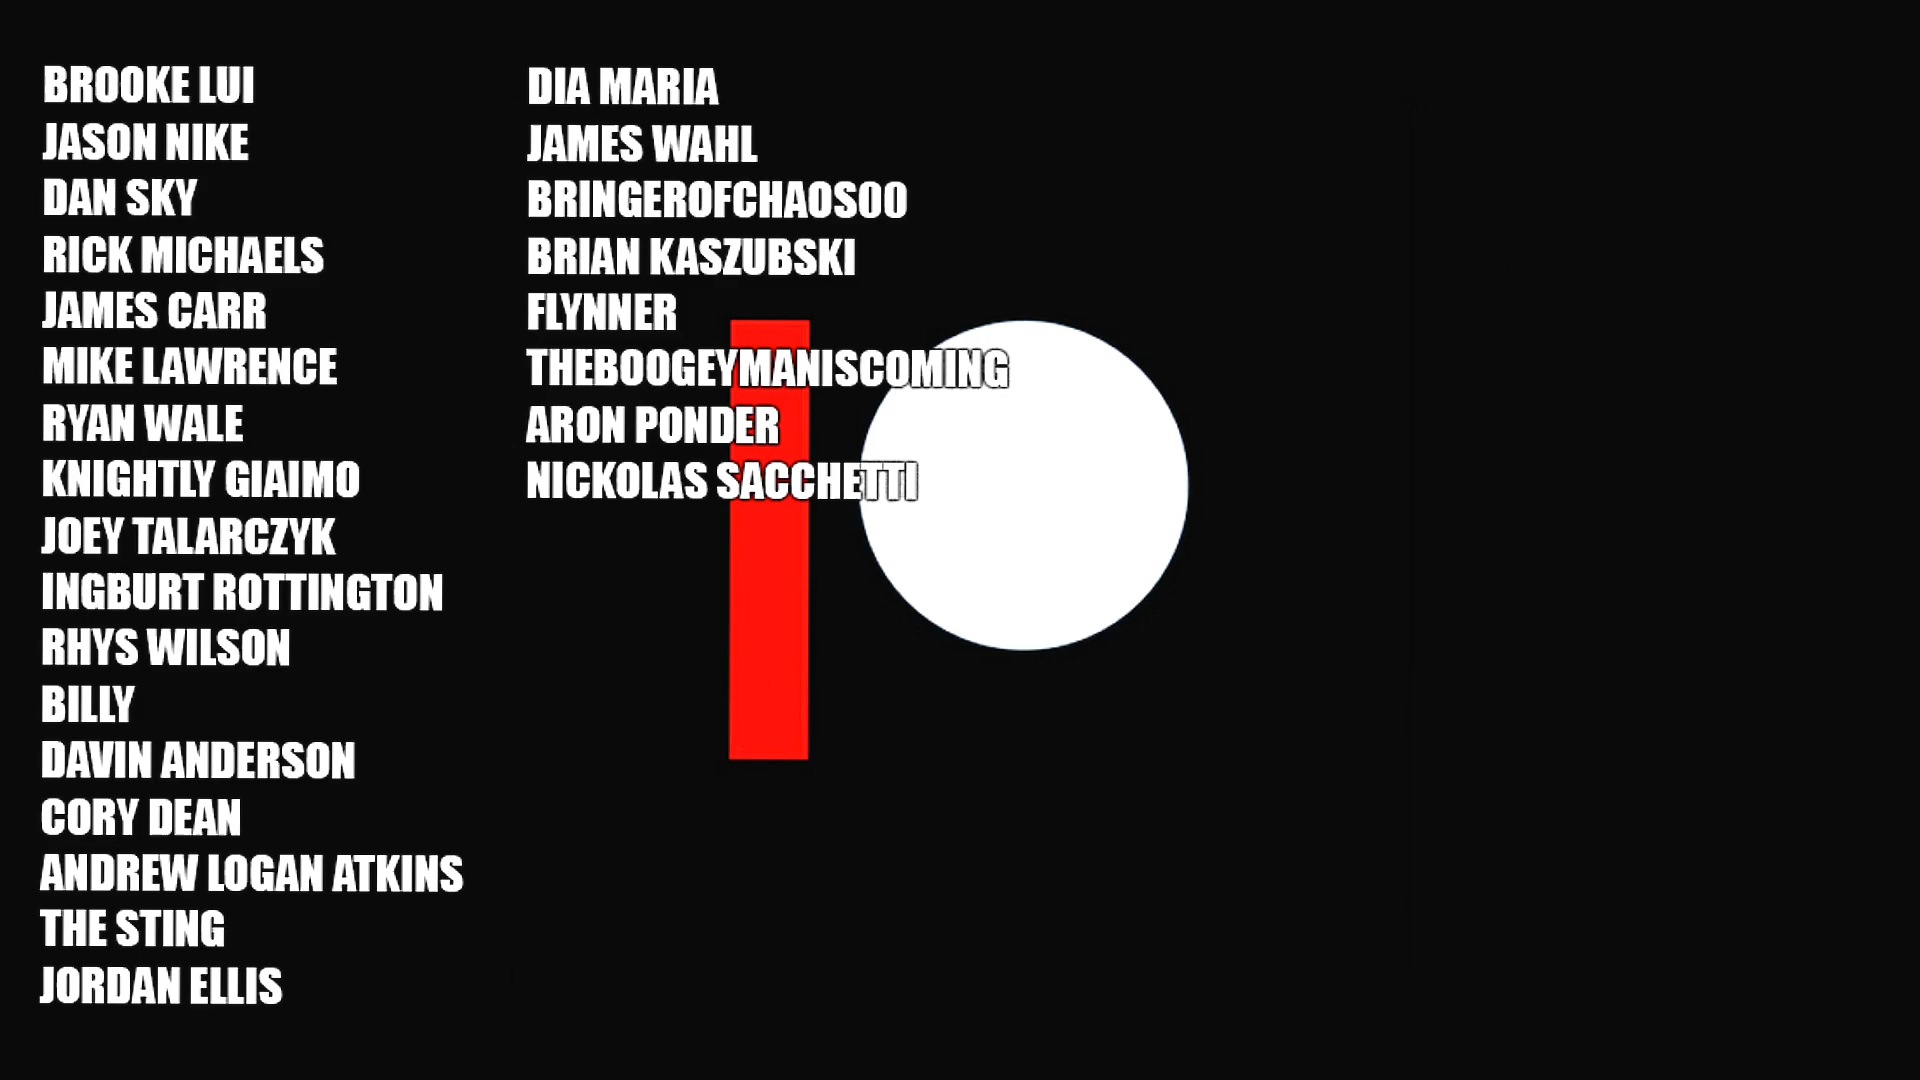 BROOKE LUI
JASON NIKE
DAN SKY
RICK MICHAELS
JAMES CARR
MIKE LAWRENCE
RYAN WALE
KNIGHTLY GIAIMO
JOEY TALARCZYK
INGBURT ROTTINGTON
RHYS WILSON
BILLY
DAVIN ANDERSON
CORY DEAN
ANDREW LOGAN ATKINS
THE STING
JORDAN ELLIS
DIA MARIA
JAMES WAHL
BRINGEROFCHAOS00
BRIAN KASZUBSKI
FLYNNER
THEBOOGEYMANISCOMING
ARON PONDER
NICKOLAS SACCHETTI